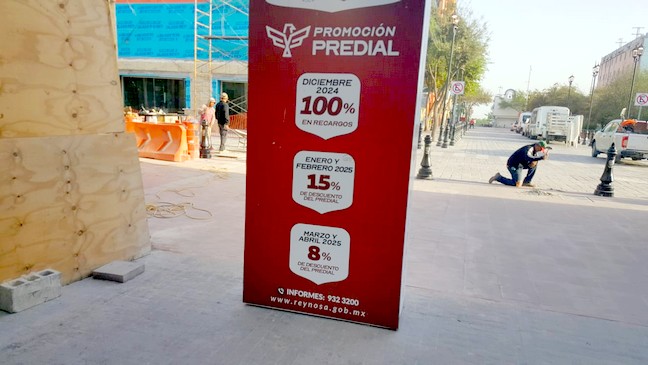 PROMOCIÓN
PREDIAL
DICIEMBRE
2024
100%
EN RECARGOS
ENERO Y
FEBRERO 2025
15%
DE DESCUENTO
DEL PREDIAL
MARZO Y
ABRIL 2025
8%
DE DESCUENTO
DEL PREDIAL
INFORMES: 932 3200
www.reynosa.gob.mx